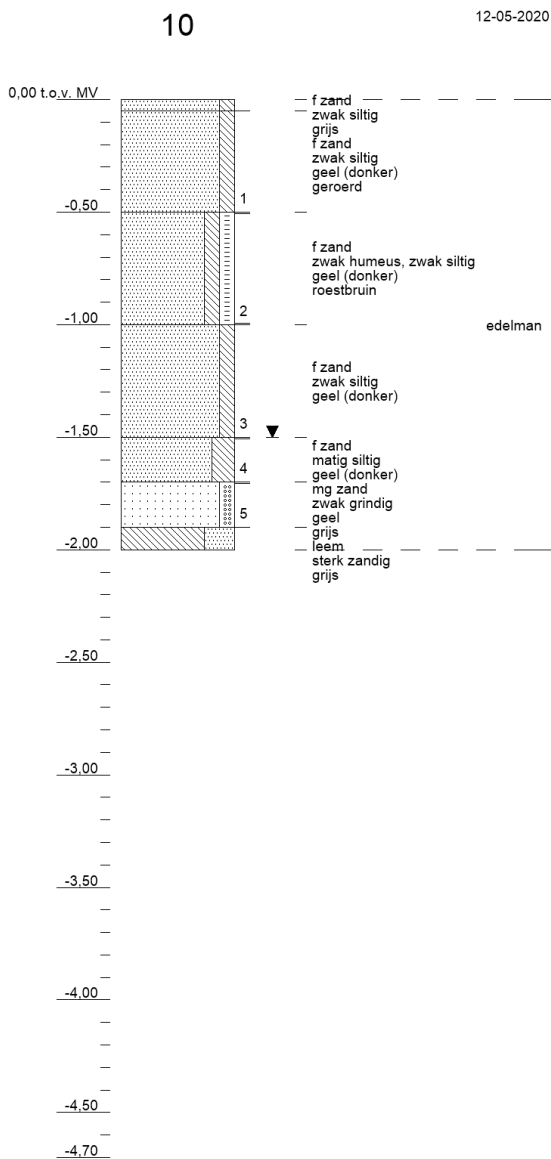 10
12-05-2020
0,00 t.o.v. MV
f zand
zwak siltig
grijs
f zand
zwak siltig
geel (donker)
geroerd
1
-0,50
f zand
zwak humeus, zwak siltig
geel (donker)
roestbruin
2
-1,00
edelman
f zand
zwak siltig
geel (donker)
3
-1,50
f zand
matig siltig
geel (donker)
4
mg zand
zwak grindig
geel
grijs
5
leem
sterk zandig
grijs
-2,00
-2,50
-3,00
-3,50
-4,00
-4,50
-4,70